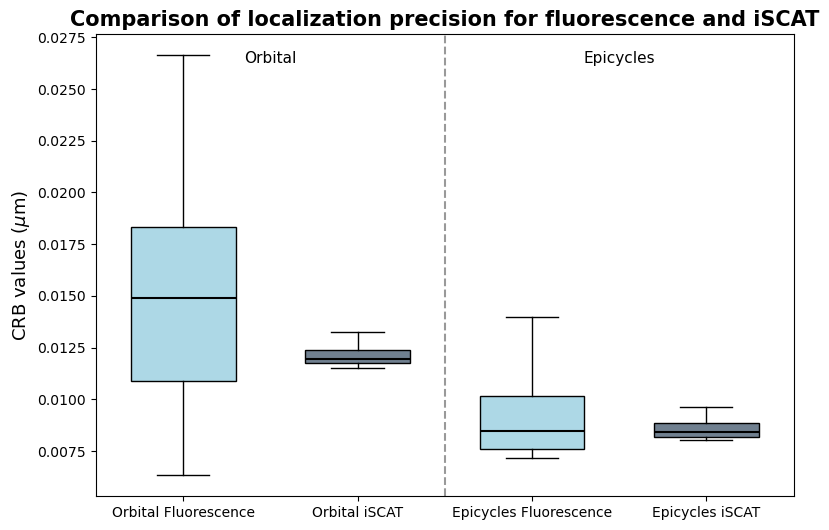 Comparison of localization precision for fluorescence and iSCAT
Orbital
Epicycles
CRB values (μm)
0.0275
0.0250
0.0225
0.0200
0.0175
0.0150
0.0125
0.0100
0.0075
Orbital Fluorescence
Orbital iSCAT
Epicycles Fluorescence
Epicycles iSCAT